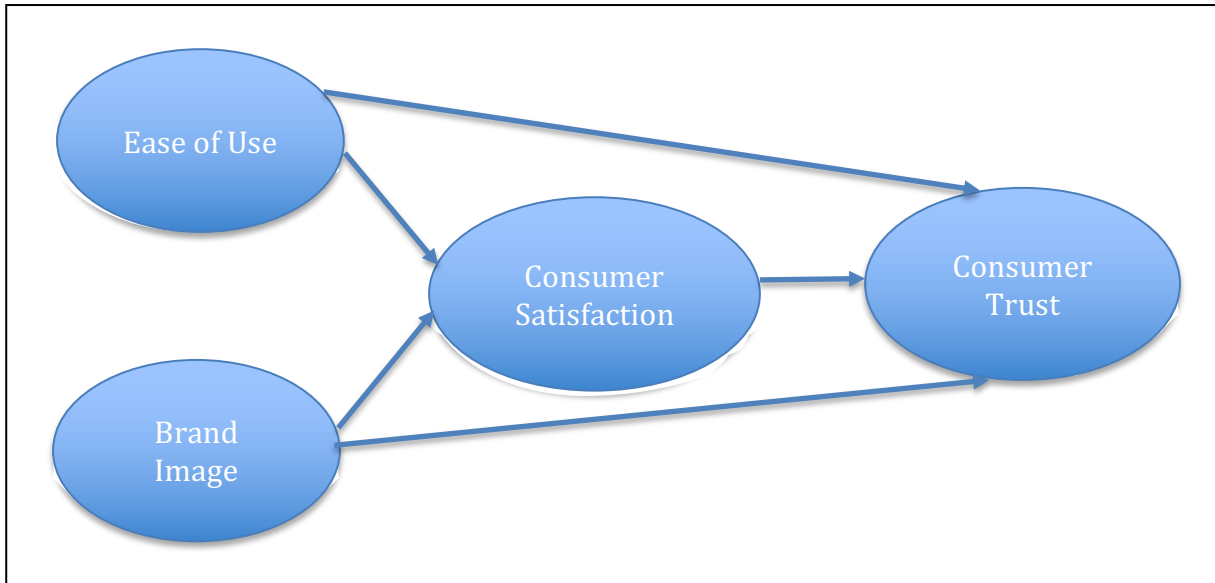 Ease of Use
Consumer
Satisfaction
Consumer
Trust
Brand
Image